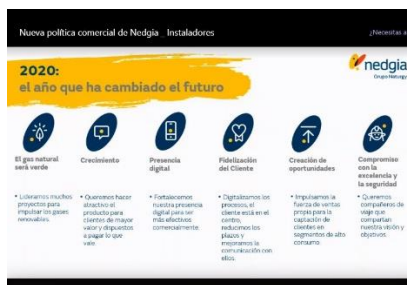 Nueva política comercial de Nedgia _ Instaladores
¿Necesitas a
2020:
el año que ha cambiado el futuro
nedgia
Grupo Naturgy
El gas natural
será verde
• Lideramos muchos
proyectos para
impulsar los gases
renovables.
Crecimiento
• Queremos hacer
atractivo el
producto para
clientes de mayor
valor y dispuestos
a pagar lo que
vale
Presencia
digital
• Fortalecemos
nuestra presencia
digital para ser
más efectivos
comercialmente
Fidelización
del Cliente
• Digitalizamos los
procesos, el
cliente está en el
centro,
reducimos los
plazos y
mejoramos la
comunicación con
ellos.
Creación de
oportunidades
• Impulsamos la
fuerza de ventas
propia para la
captación de
clientes en
segmentos de alto
consumo
Compromiso
con la
excelencia y
la seguridad
• Queremos
compañeros de
viaje que
compartan
nuestra visión y
objetivos.